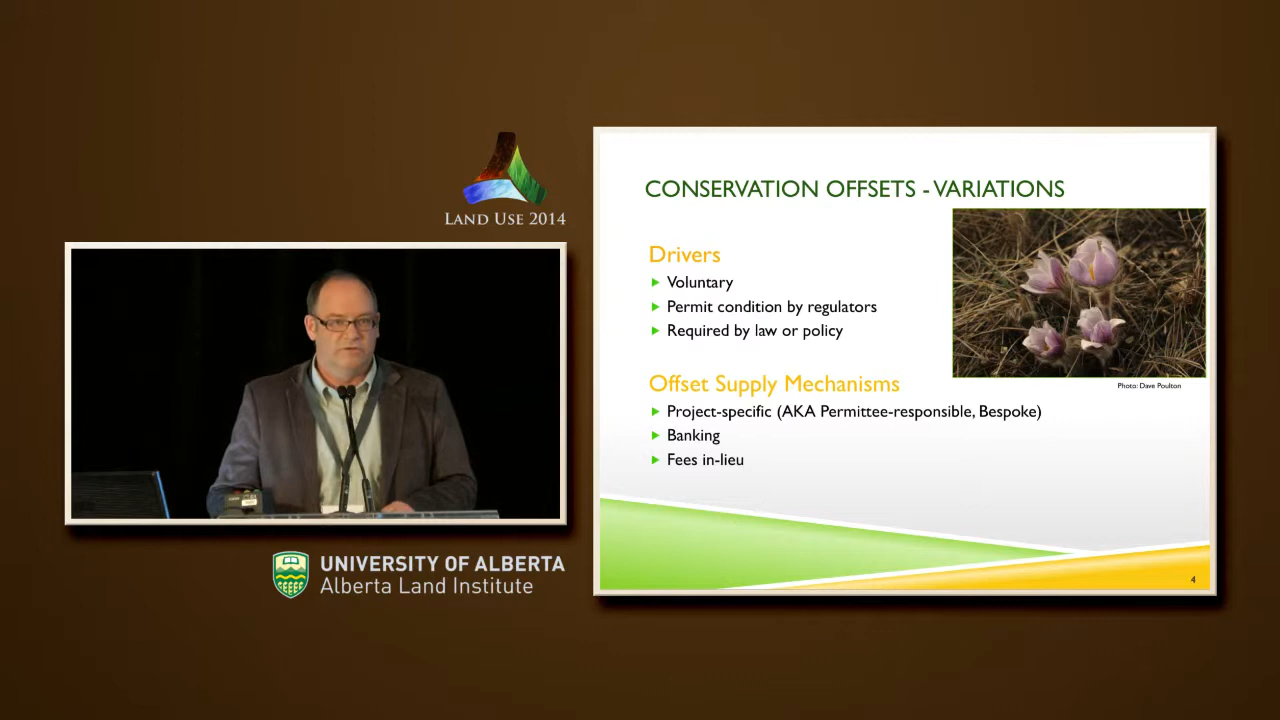 LAND USE 2014
UNIVERSITY OF ALBERTA
Alberta Land Institute
CONSERVATION OFFSETS - VARIATIONS
Drivers
Voluntary
Permit condition by regulators
Required by law or policy
Photo: Dave Poulton
Offset Supply Mechanisms
Project-specific (AKA Permittee-responsible, Bespoke)
Banking
Fees in-lieu
4